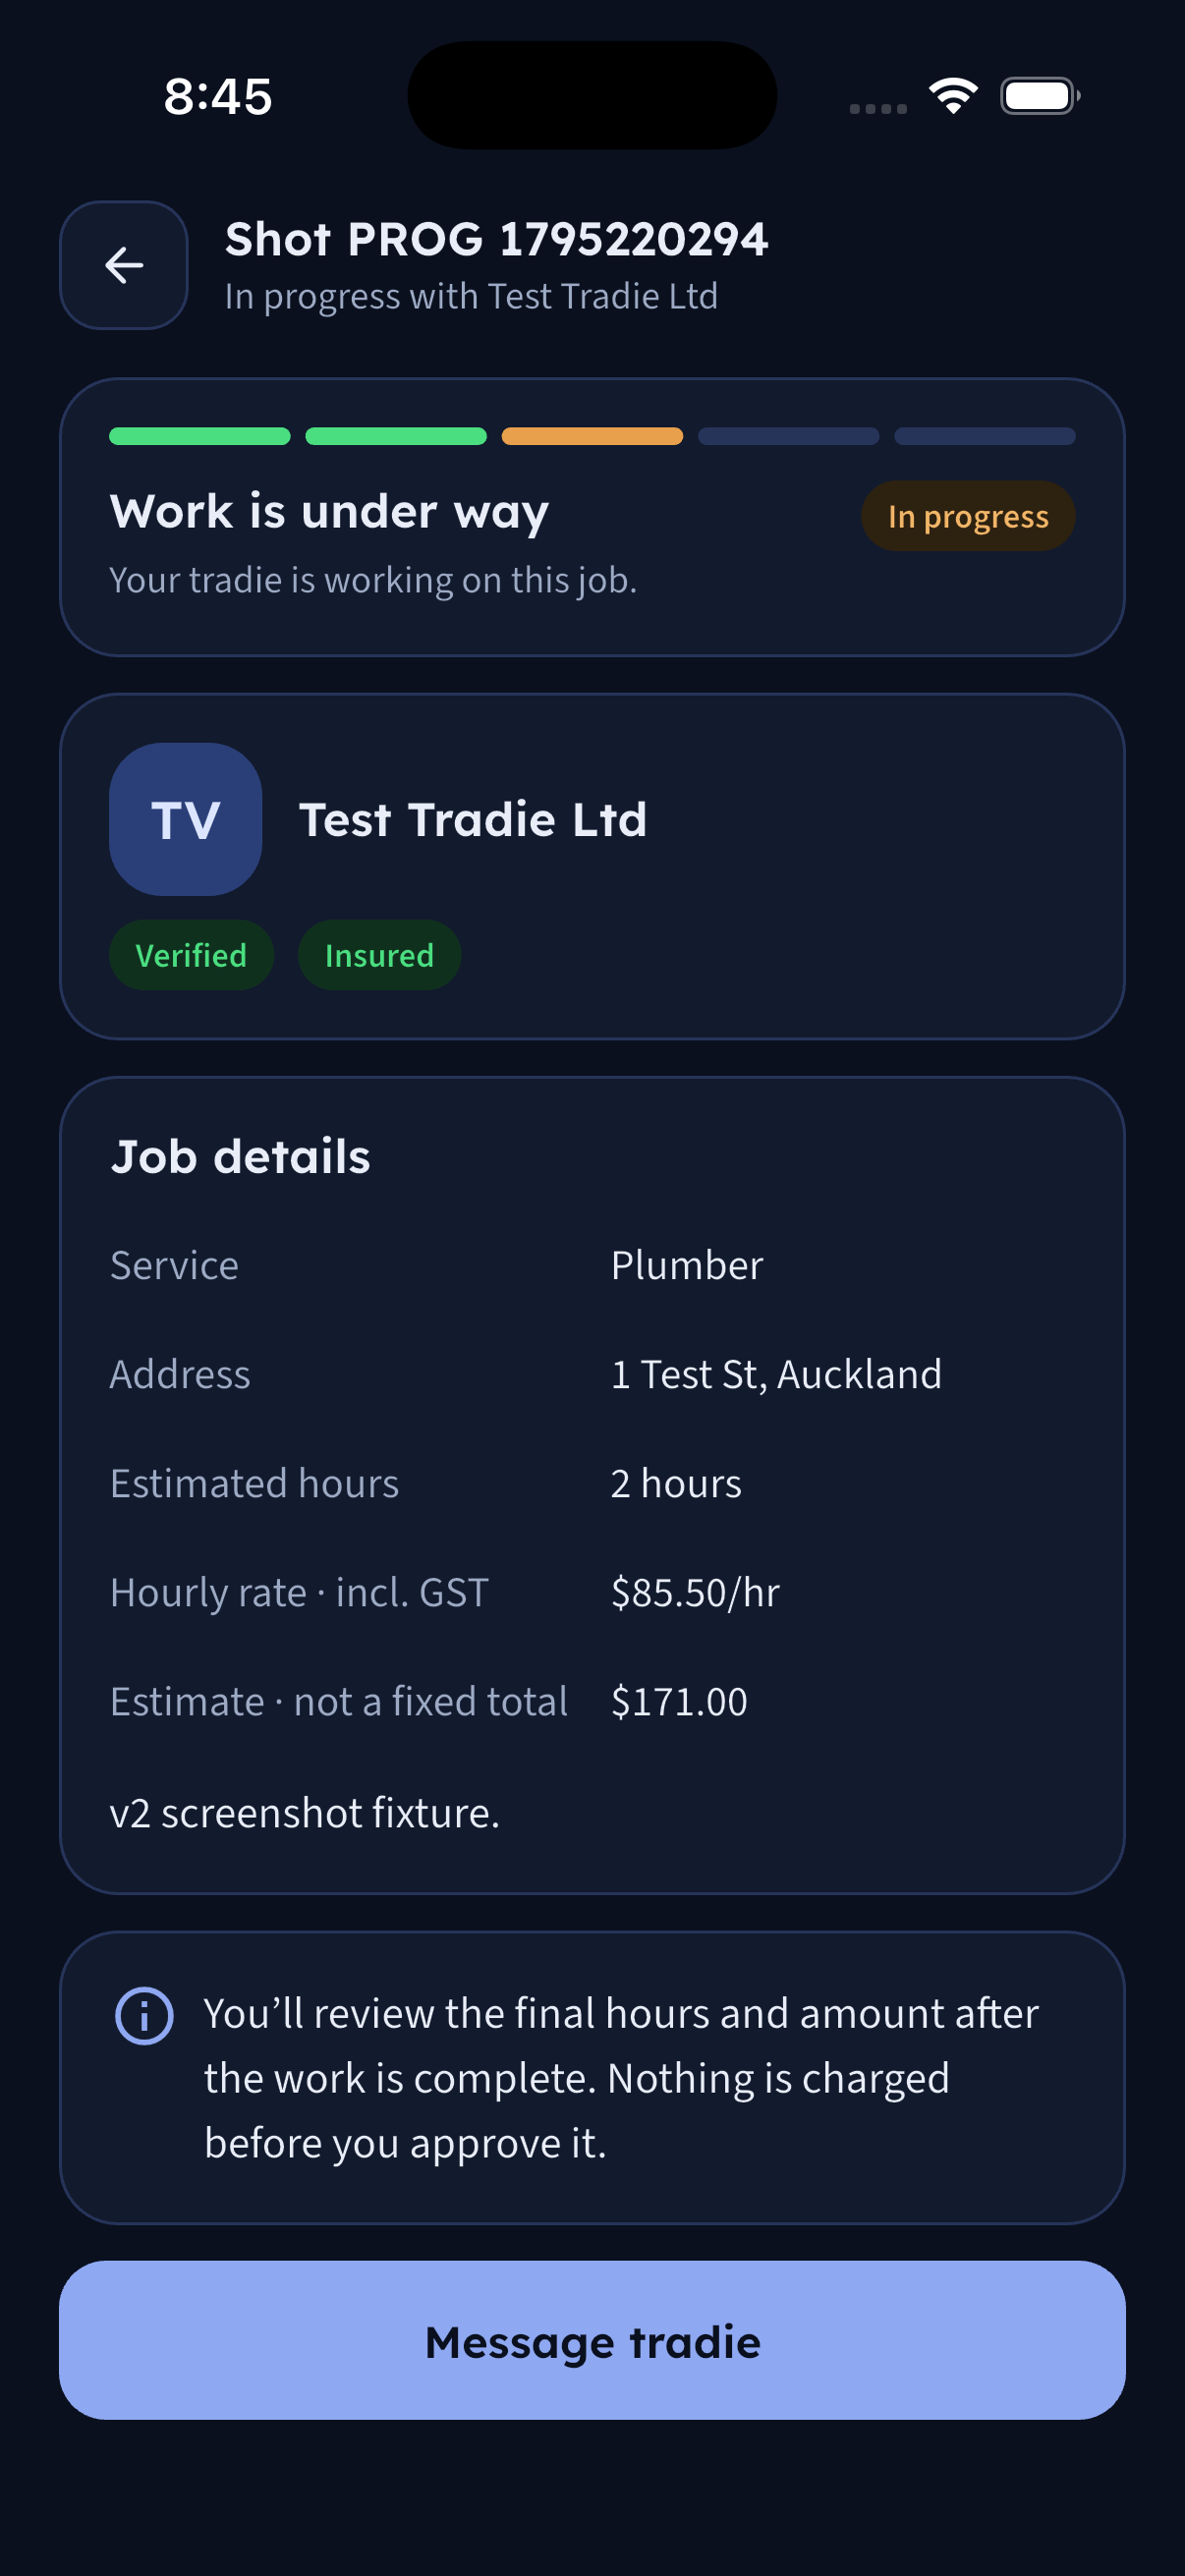 8:45
Shot PROG 1795220294
In progress with Test Tradie Ltd
Work is under way
In progress
Your tradie is working on this job.
TV
Test Tradie Ltd
Verified
Insured
Job details
Service
Plumber
Address
1 Test St, Auckland
Estimated hours
2 hours
Hourly rate · incl. GST
$85.50/hr
Estimate · not a fixed total
$171.00
v2 screenshot fixture.
You’ll review the final hours and amount after
the work is complete. Nothing is charged
before you approve it.
Message tradie